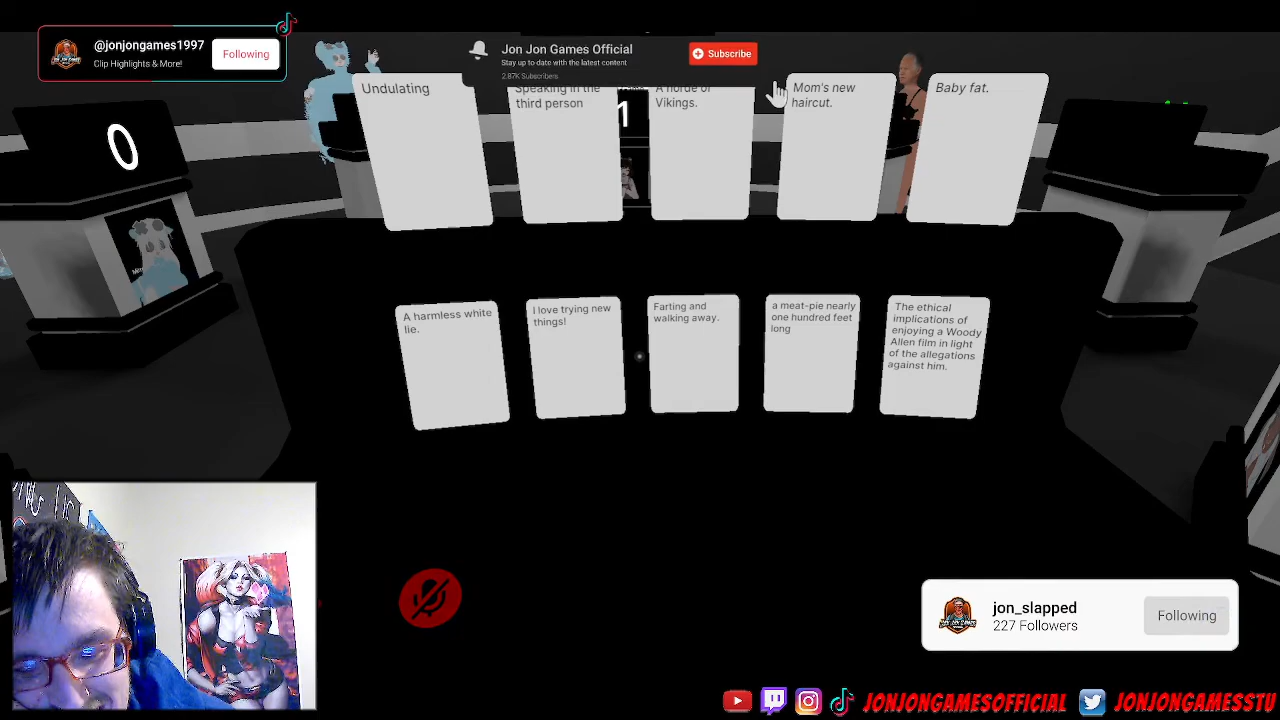 @jonjongames1997
Clip Highlights & More!
Following
Jon Jon Games Official
Stay up to date with the latest content
2.87K Subscribers
Subscribe
0
1
Undulating
Speaking in the
third person
A horde of
Vikings.
Mom's new
haircut.
Baby fat.
A harmless white
lie.
I love trying new
things!
Farting and
walking away.
a meat-pie nearly
one hundred feet
long
The ethical
implications of
enjoying a Woody
Allen film in light
of the allegations
against him.
jon_slapped
227 Followers
Following
JONJONGAMESOFFICIAL
JONJONGAMESSTU